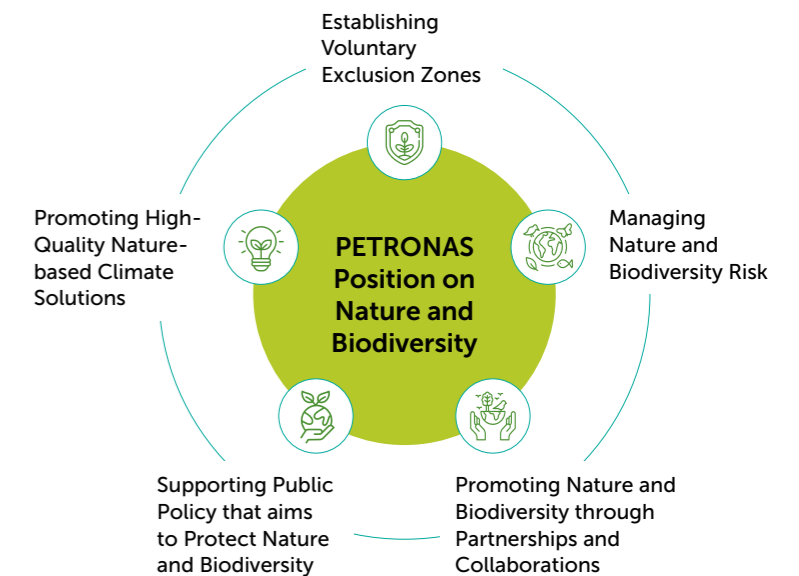 Establishing
Voluntary
Exclusion Zones
Promoting High-
Quality Nature-
based Climate
Solutions
PETRONAS
Position on
Nature and
Biodiversity
Managing
Nature and
Biodiversity Risk
Supporting Public
Policy that aims
to Protect Nature
and Biodiversity
Promoting Nature and
Biodiversity through
Partnerships and
Collaborations